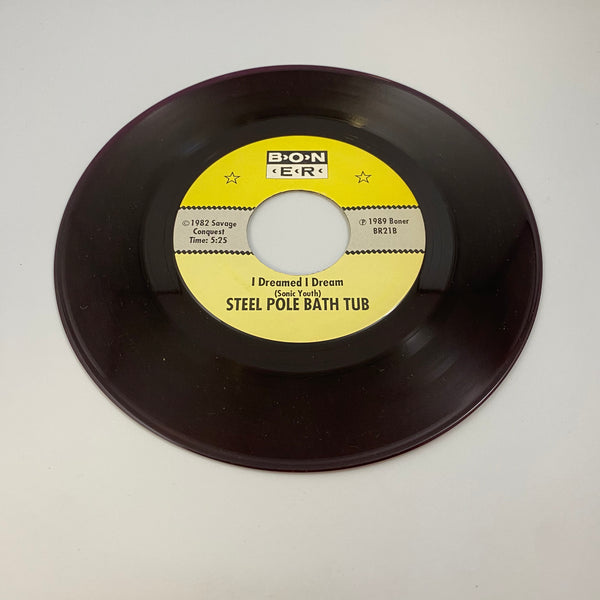 B·O·N
·E·R·
©1982 Savage
Conquest
Time: 5:25
℗ 1989 Boner
BR21B
I Dreamed I Dream
(Sonic Youth)
STEEL POLE BATH TUB